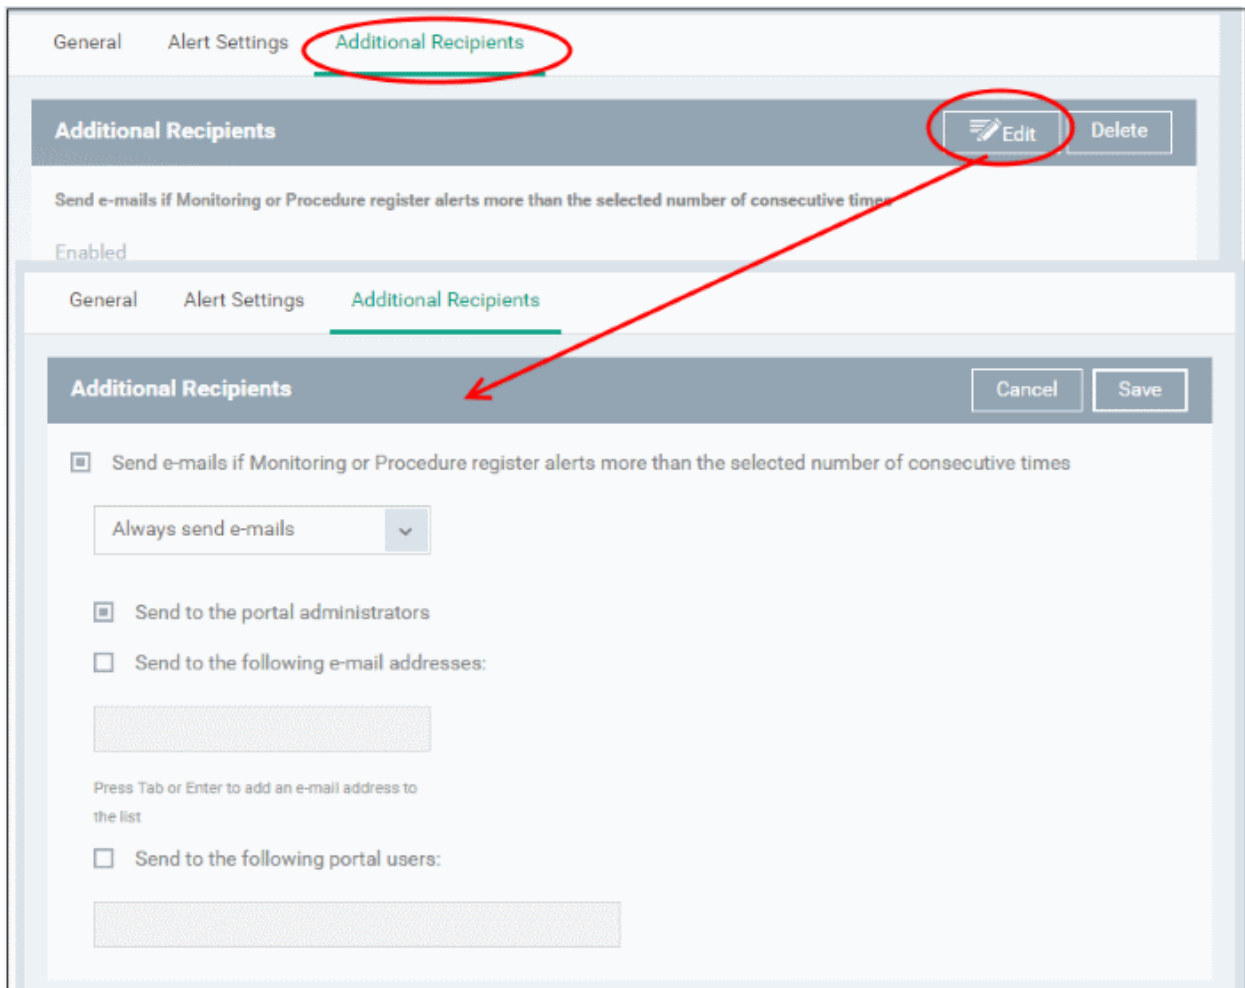 General Alert Settings Additional Recipients
Additional Recipients Edit Delete
Send e-mails if Monitoring or Procedure register alerts more than the selected number of consecutive times
Enabled
General Alert Settings Additional Recipients
Additional Recipients Cancel Save
Send e-mails if Monitoring or Procedure register alerts more than the selected number of consecutive times
Always send e-mails
Send to the portal administrators
Send to the following e-mail addresses:
Press Tab or Enter to add an e-mail address to
the list
Send to the following portal users: